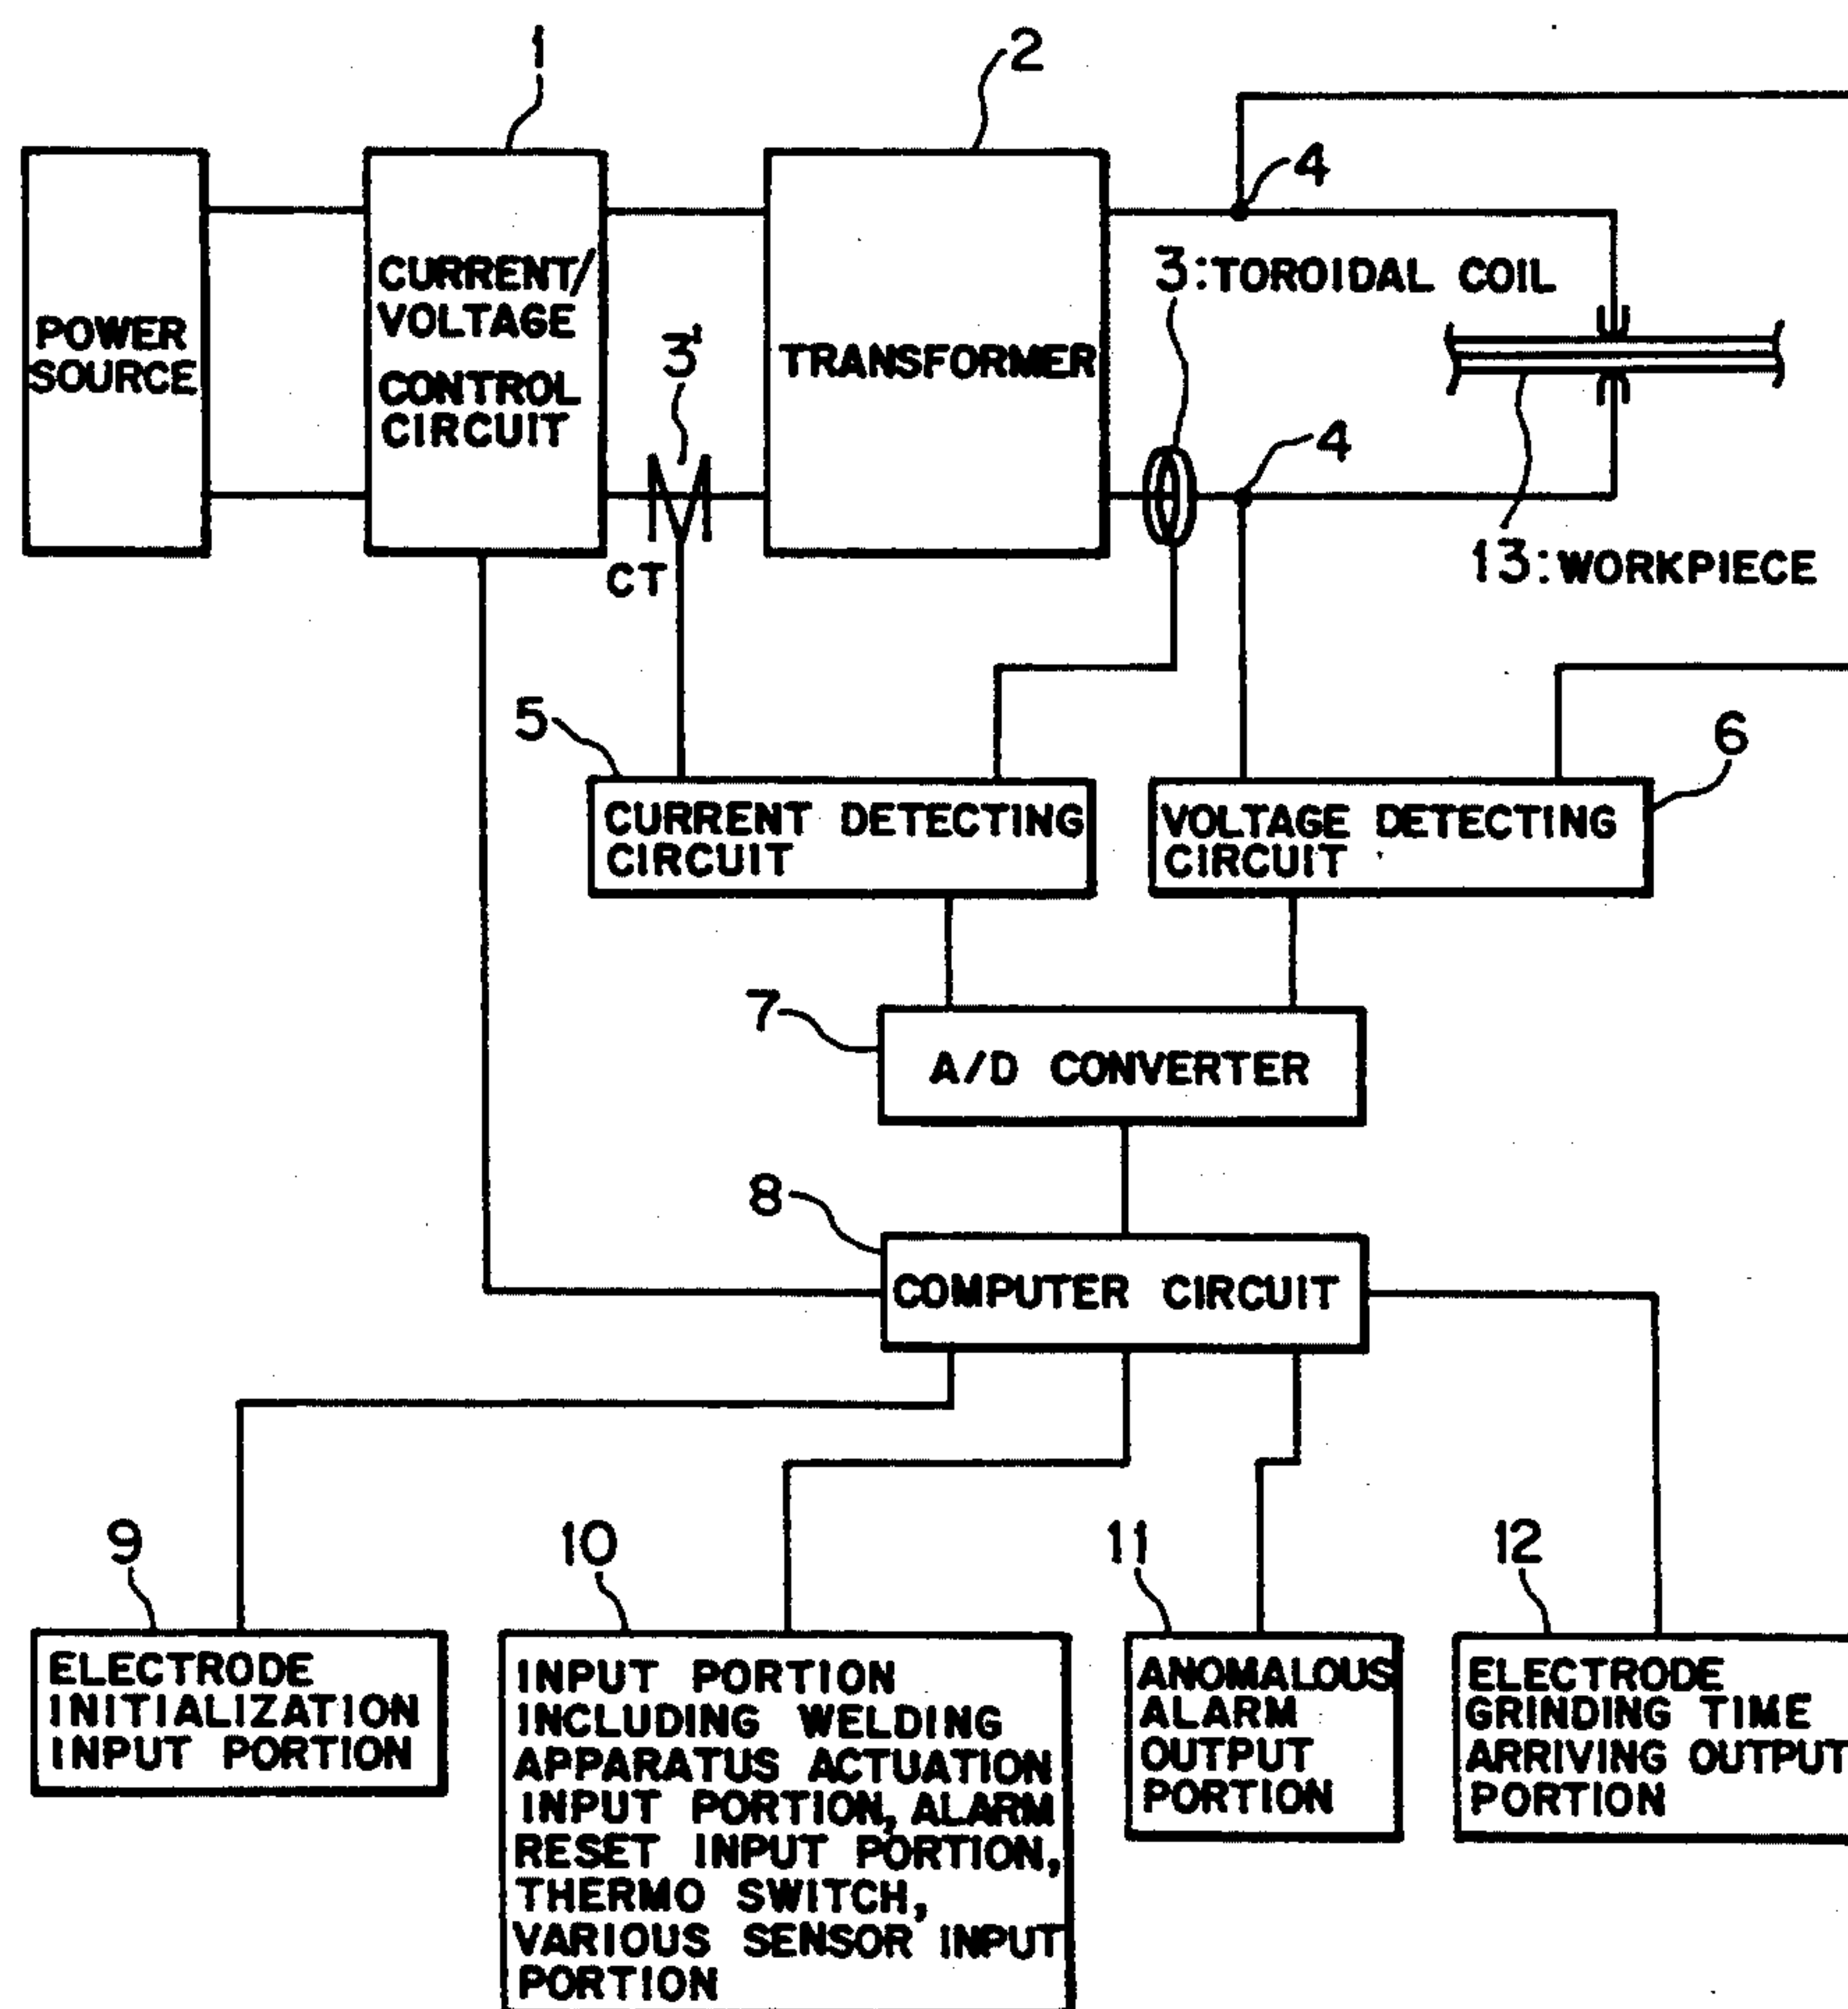 1
2
4
3:TOROIDAL COIL
POWER
SOURCE
CURRENT/
VOLTAGE
CONTROL
CIRCUIT
3'
TRANSFORMER
4
CT
13:WORKPIECE
5
6
CURRENT DETECTING
CIRCUIT
VOLTAGE DETECTING
CIRCUIT
7
A/D CONVERTER
8
COMPUTER CIRCUIT
9
10
11
12
ELECTRODE
INITIALIZATION
INPUT PORTION
INPUT PORTION
INCLUDING WELDING
APPARATUS ACTUATION
INPUT PORTION, ALARM
RESET INPUT PORTION,
THERMO SWITCH,
VARIOUS SENSOR INPUT
PORTION
ANOMALOUS
ALARM
OUTPUT
PORTION
ELECTRODE
GRINDING TIME
ARRIVING OUTPUT
PORTION